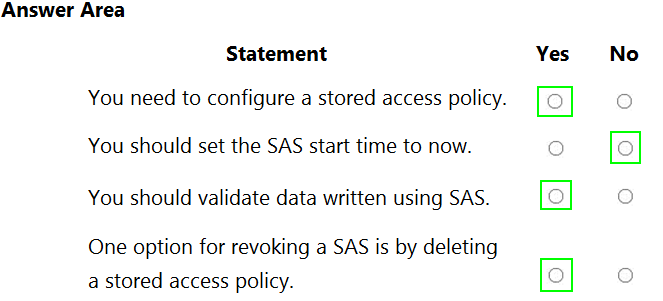 Answer Area
Statement Yes No
You need to configure a stored access policy.
You should set the SAS start time to now.
You should validate data written using SAS.
One option for revoking a SAS is by deleting
a stored access policy.